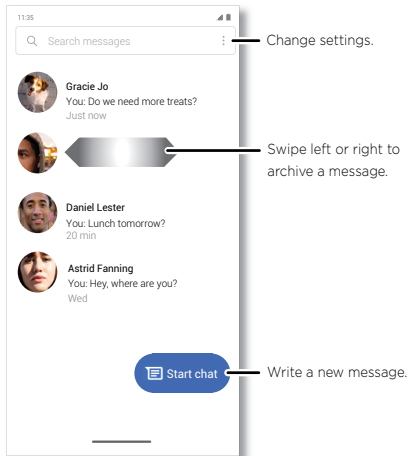 11:35
Search messages
Change settings.
Gracie Jo
You: Do we need more treats?
Just now
Swipe left or right to
archive a message.
Daniel Lester
You: Lunch tomorrow?
20 min
Astrid Fanning
You: Hey, where are you?
Wed
Start chat
Write a new message.